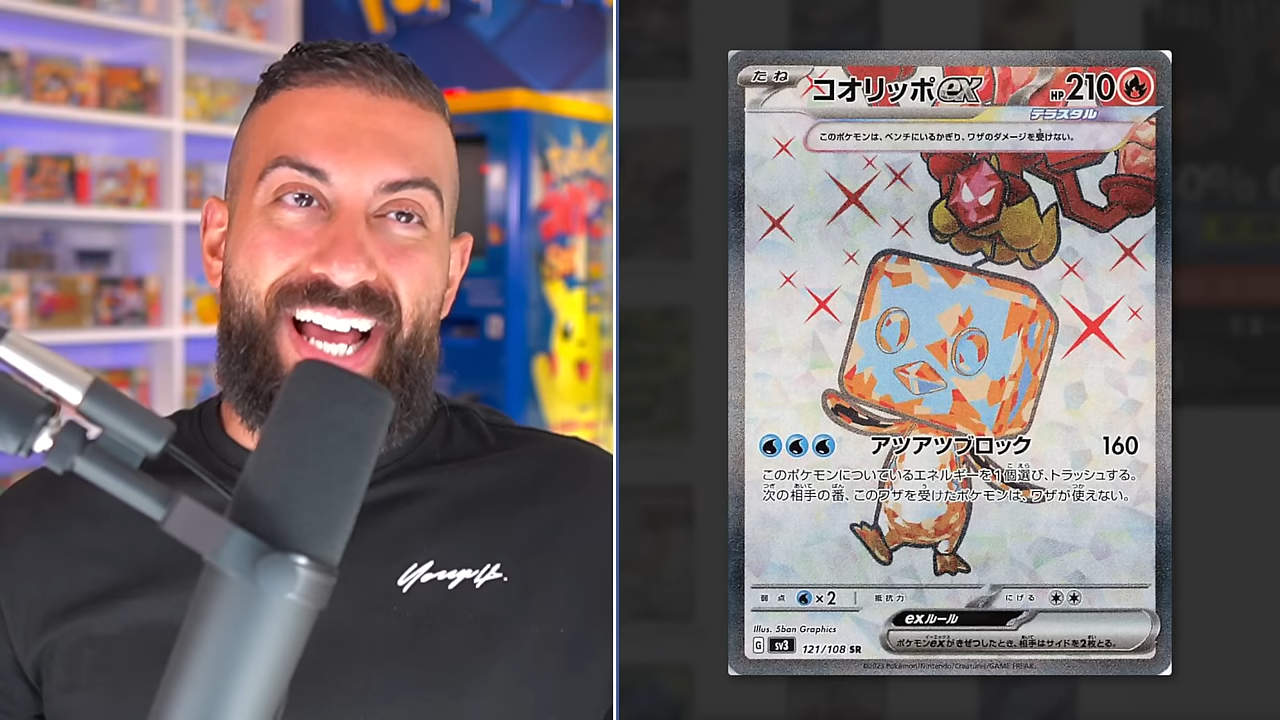 たね コオリッポex HP210
テラスタル
このポケモンは、ベンチにいるかぎり、ワザのダメージを受けない。
アツアツブロック 160
このポケモンについているエネルギーを1個選び、トラッシュする。
次の相手の番、このワザを受けたポケモンは、ワザが使えない。
弱点 ×2 抵抗力 にげる
exルール
ポケモンexがきぜつしたとき、相手はサイドを2枚とる。
Illus. 5ban Graphics
G sv3 121/108 SR
©2023 Pokémon/Nintendo/Creatures/GAME FREAK.